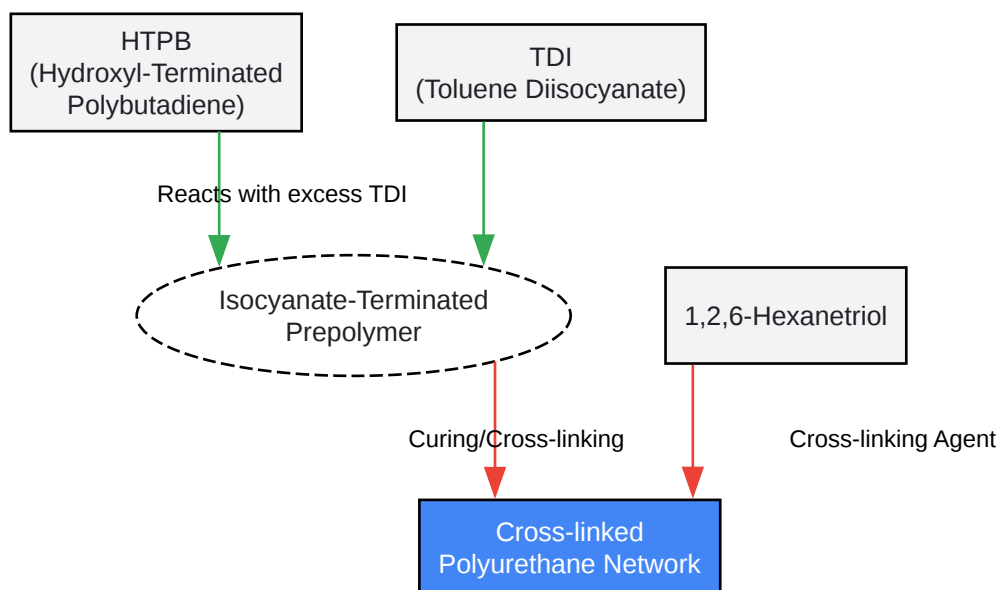 HTPB
(Hydroxyl-Terminated
Polybutadiene)
TDI
(Toluene Diisocyanate)
Reacts with excess TDI
Isocyanate-Terminated
Prepolymer
1,2,6-Hexanetriol
Curing/Cross-linking
Cross-linking Agent
Cross-linked
Polyurethane Network